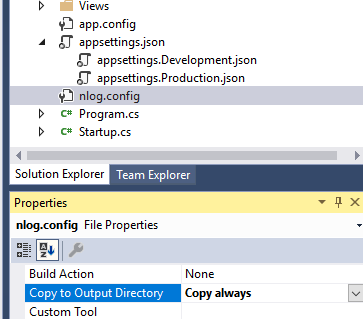 Views
app.config
appsettings.json
appsettings.Development.json
appsettings.Production.json
nlog.config
C# Program.cs
C# Startup.cs
Solution Explorer Team Explorer
Properties
nlog.config File Properties
Build Action None
Copy to Output Directory Copy always
Custom Tool